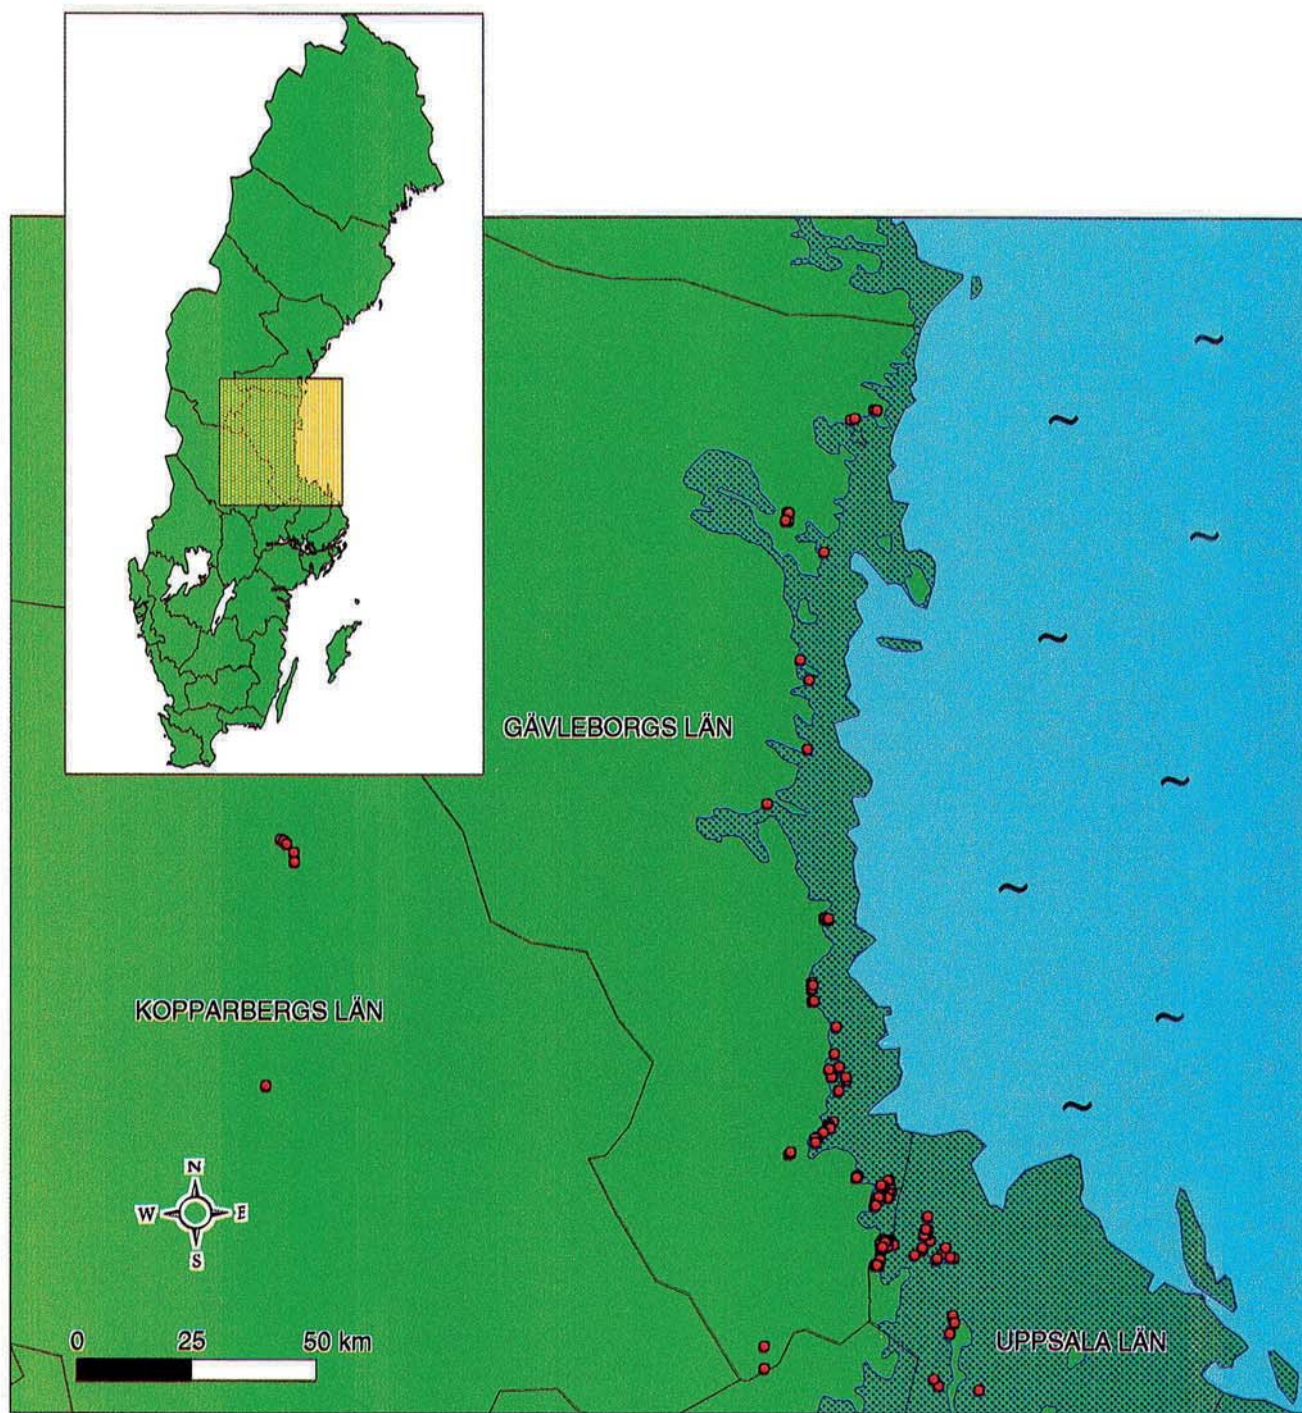 GÄVLEBORGS LÄN
KOPPARBERGS LÄN
N
W E
S
0 25 50 km
UPPSALA LÄN